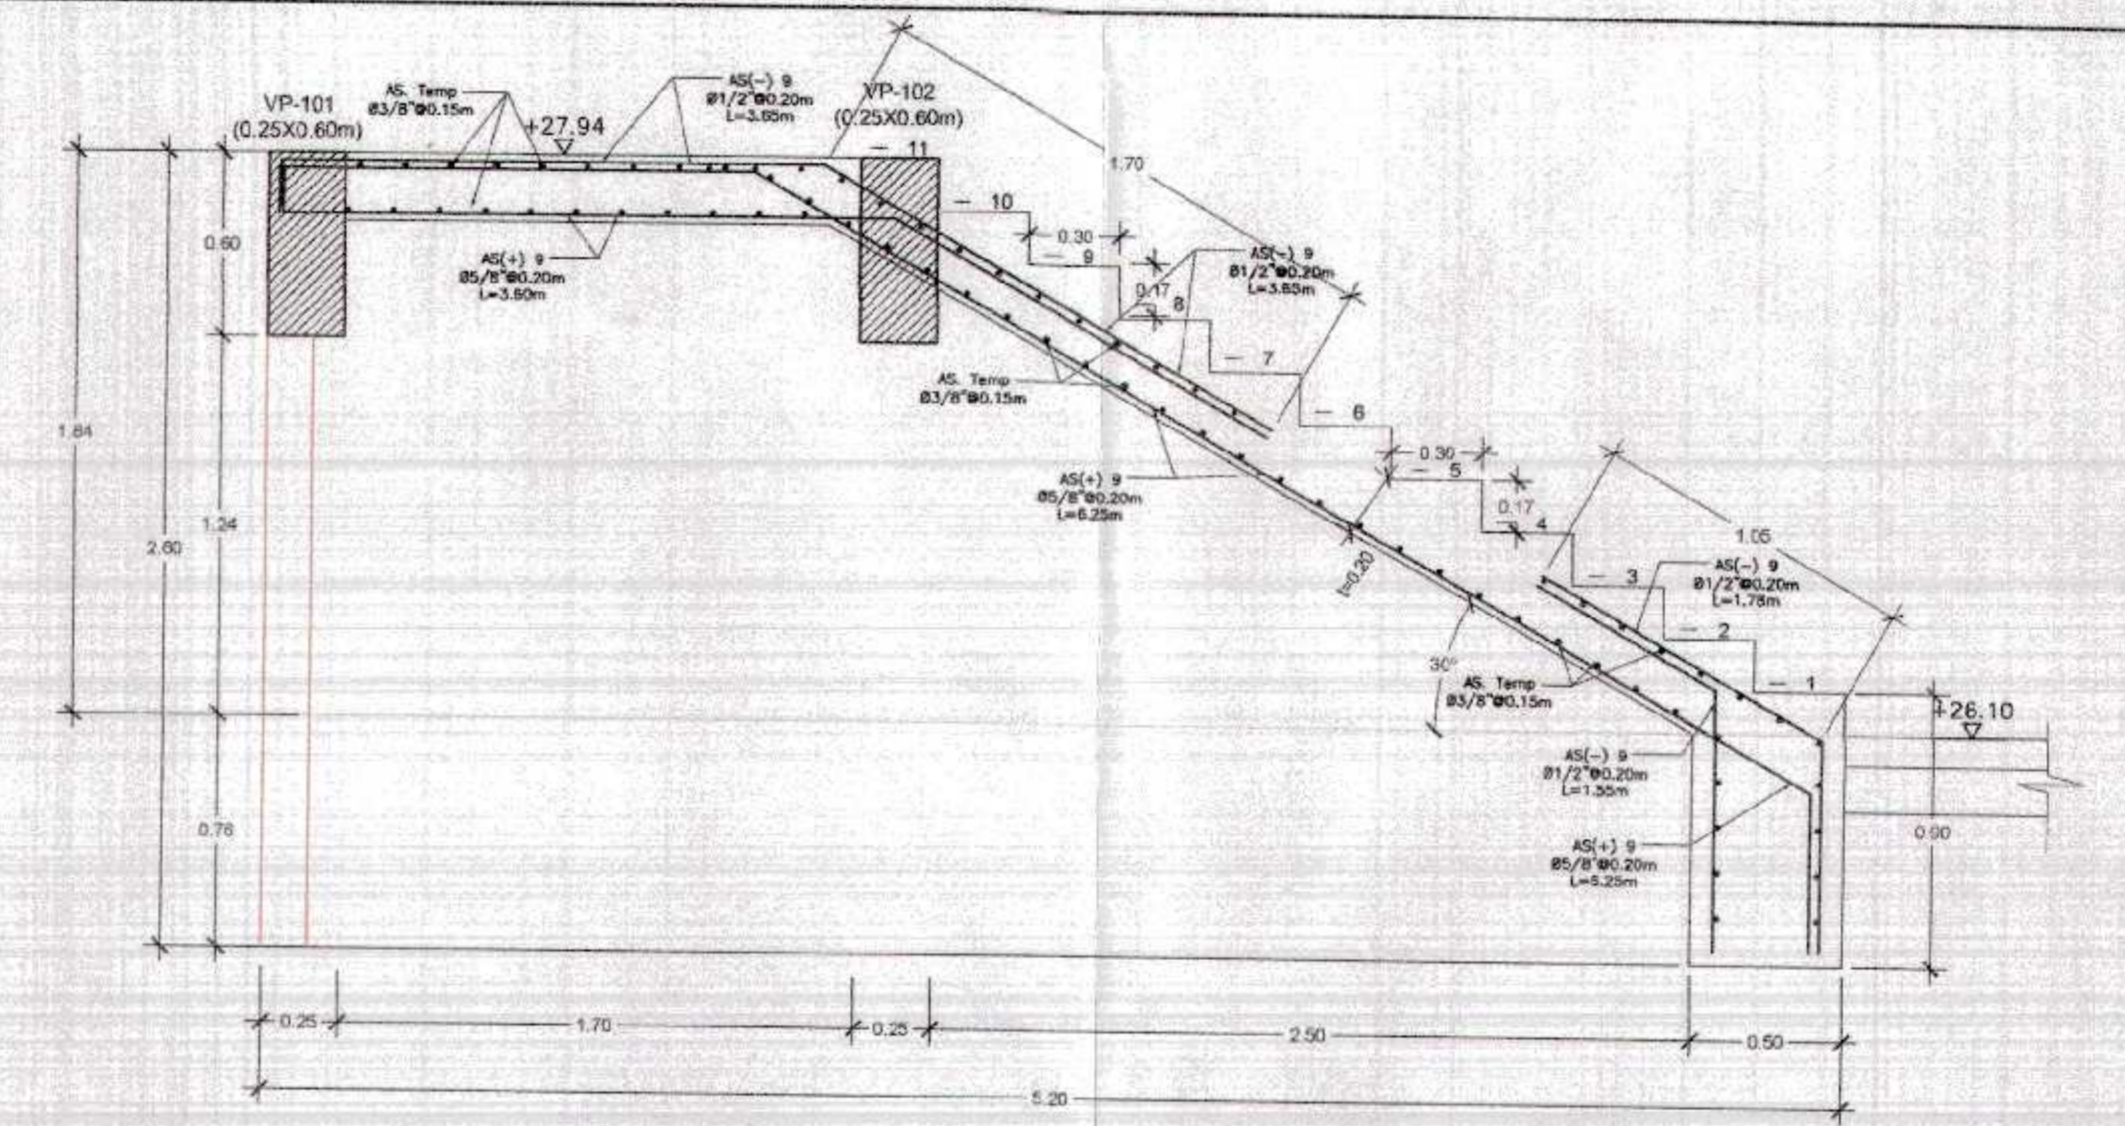 VP-101
(0.25X0.60m)
AS. Temp
Ø3/8"@0.15m
+27.94
AS(-) 9
Ø1/2"@0.20m
L=3.65m
VP-102
(0.25X0.60m)
1.70
- 11
- 10
0.30
- 9
0.17
8
AS(-) 9
Ø1/2"@0.20m
L=3.65m
- 7
- 6
0.60
AS(+) 9
Ø5/8"@0.20m
L=3.60m
AS. Temp
Ø3/8"@0.15m
1.84
2.60
1.24
AS(+) 9
Ø5/8"@0.20m
L=6.25m
0.30
- 5
0.17
4
1.05
t=0.20
- 3
AS(-) 9
Ø1/2"@0.20m
L=1.78m
- 2
- 1
30°
AS. Temp
Ø3/8"@0.15m
+26.10
AS(-) 9
Ø1/2"@0.20m
L=1.55m
0.76
0.90
AS(+) 9
Ø5/8"@0.20m
0.25
1.70
0.25
2.50
0.50
5.20